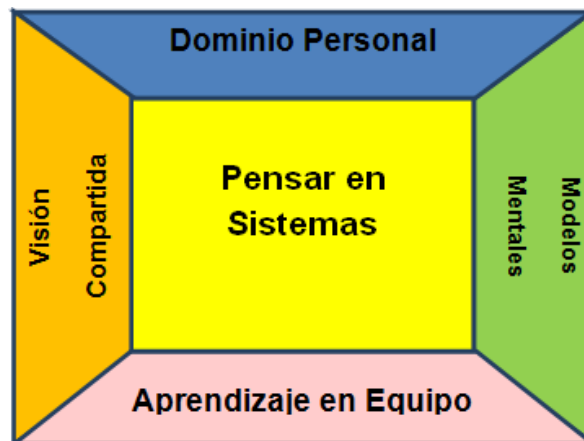 Dominio Personal
Visión
Compartida
Pensar en
Sistemas
Modelos
Mentales
Aprendizaje en Equipo